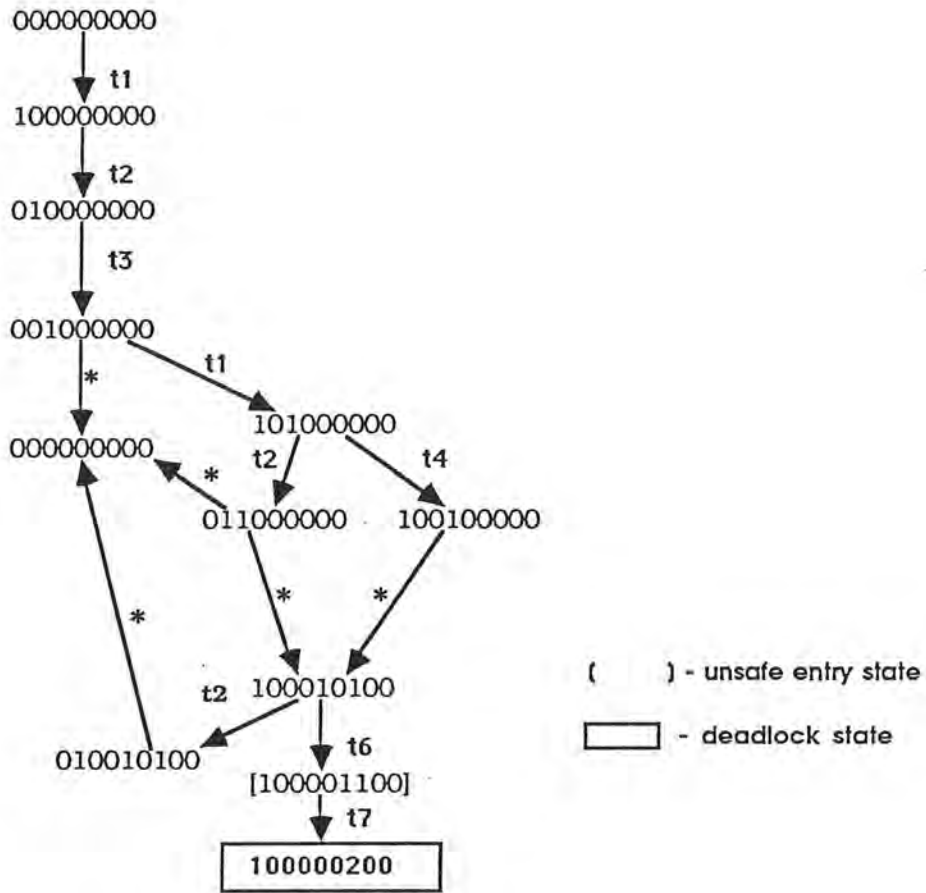 000000000
t1
100000000
t2
010000000
t3
001000000
t1
*
101000000
000000000
t2
t4
*
011000000
100100000
*
*
*
100010100
t2
010010100
t6
[100001100]
t7
100000200
[ ] - unsafe entry state
- deadlock state